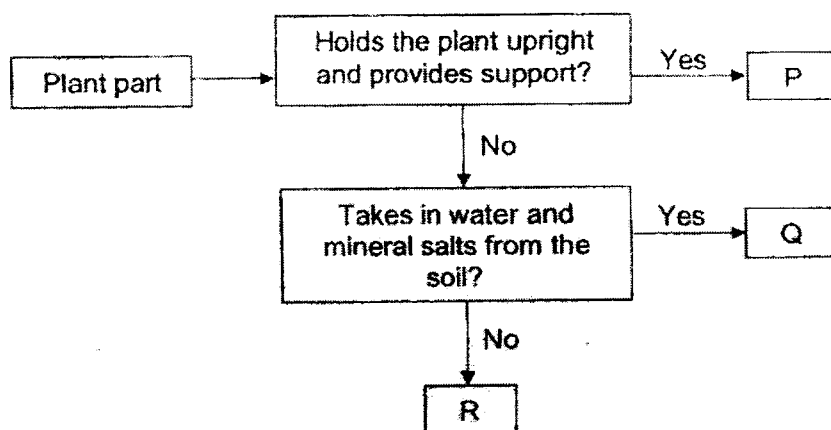 Holds the plant upright
and provides support?
Plant part
Yes
P
No
Takes in water and
mineral salts from the
soil?
Yes
Q
No
R